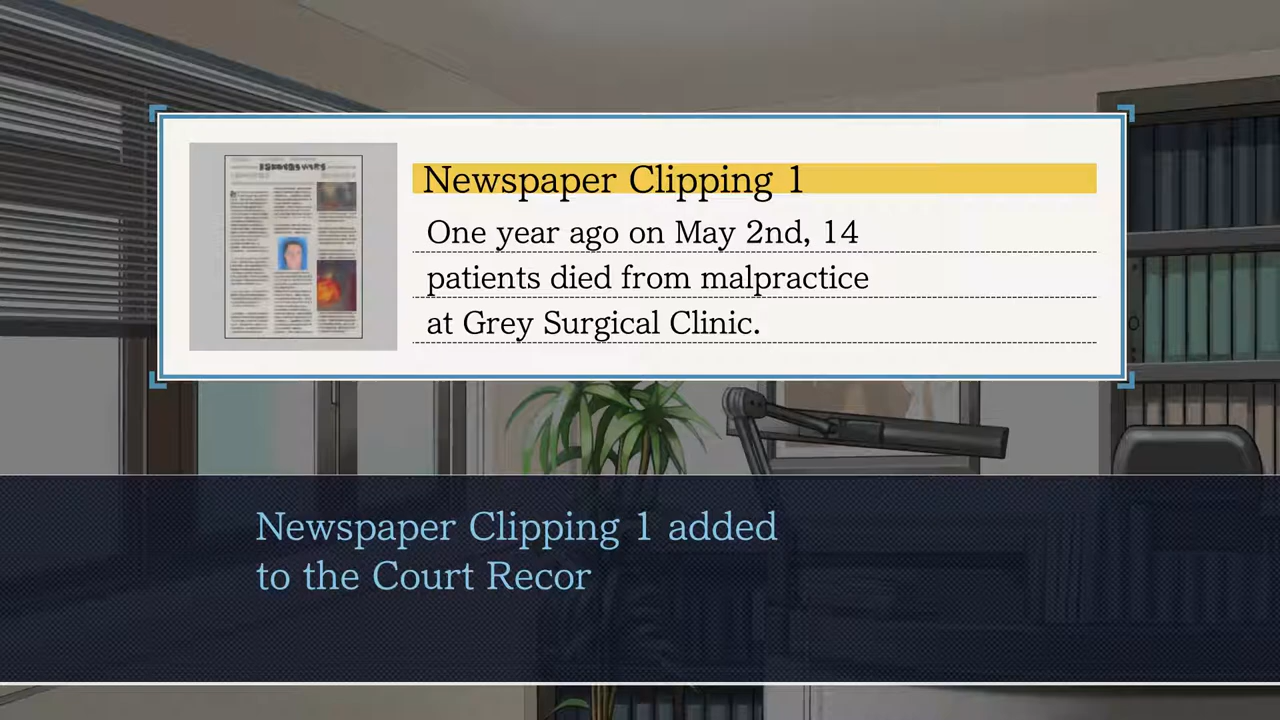 Newspaper Clipping 1
One year ago on May 2nd, 14
patients died from malpractice
at Grey Surgical Clinic.
Newspaper Clipping 1 added
to the Court Recor